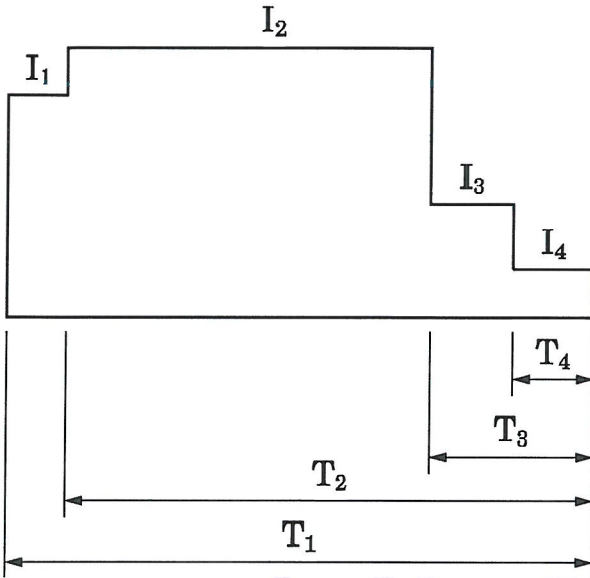 I₂
I₁
I₃
I₄
T₄
T₃
T₂
T₁